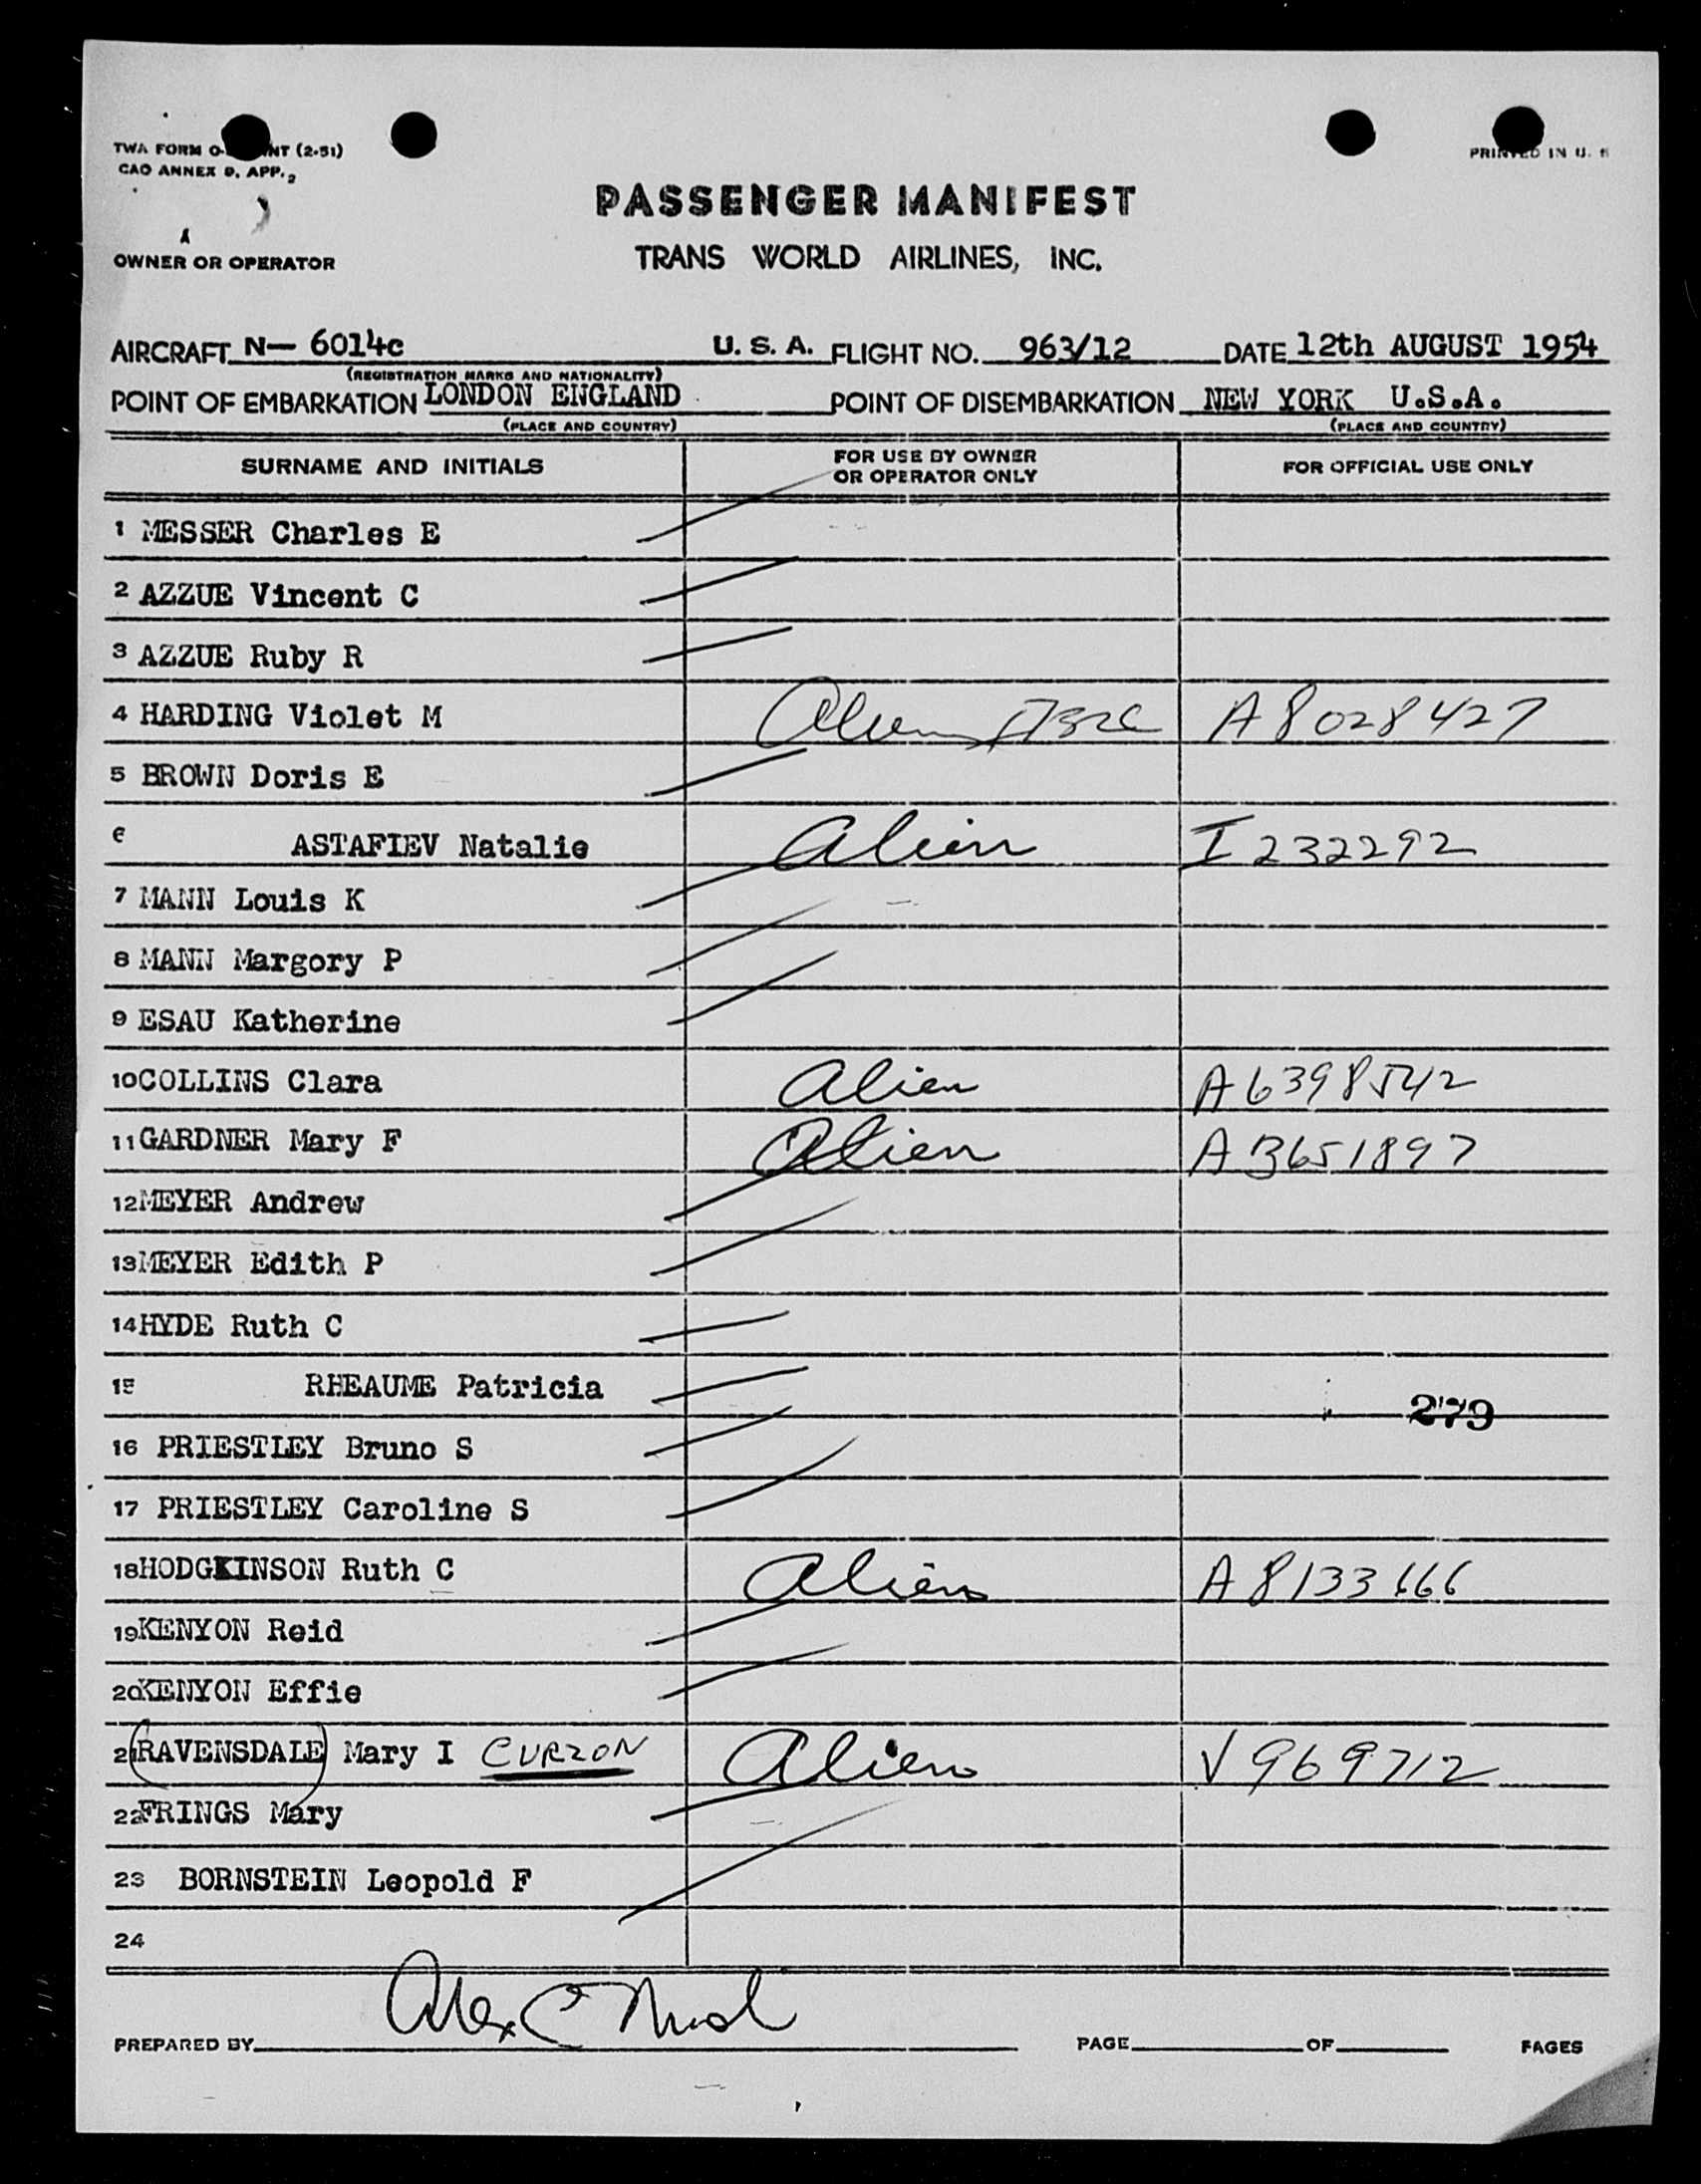 TWA FORM O- NT (2-51)
CAO ANNEX 9, APP. 2
PRINTED IN U. S
PASSENGER MANIFEST
OWNER OR OPERATOR
TRANS WORLD AIRLINES, INC.
AIRCRAFT N— 6014c U. S. A. FLIGHT NO. 963/12 DATE 12th AUGUST 1954
(REGISTRATION MARKS AND NATIONALITY)
POINT OF EMBARKATION LONDON ENGLAND POINT OF DISEMBARKATION NEW YORK U.S.A.
(PLACE AND COUNTRY) (PLACE AND COUNTRY)
SURNAME AND INITIALS FOR USE BY OWNER OR OPERATOR ONLY FOR OFFICIAL USE ONLY
1 MESSER Charles E
2 AZZUE Vincent C
3 AZZUE Ruby R
4 HARDING Violet M Alien A8028427
5 BROWN Doris E
6 ASTAFIEV Natalie Alien I 232292
7 MANN Louis K
8 MANN Margory P
9 ESAU Katherine
10 COLLINS Clara Alien A6398542
11 GARDNER Mary F Alien A3651897
12 MEYER Andrew
13 MEYER Edith P
14 HYDE Ruth C
15 RHEAUME Patricia
279
16 PRIESTLEY Bruno S
17 PRIESTLEY Caroline S
18 HODGKINSON Ruth C Alien A8133666
19 KENYON Reid
20 KENYON Effie
21 (RAVENSDALE) Mary I CURZON Alien V969712
22 FRINGS Mary
23 BORNSTEIN Leopold F
24
PREPARED BY Alex C PAGE OF PAGES